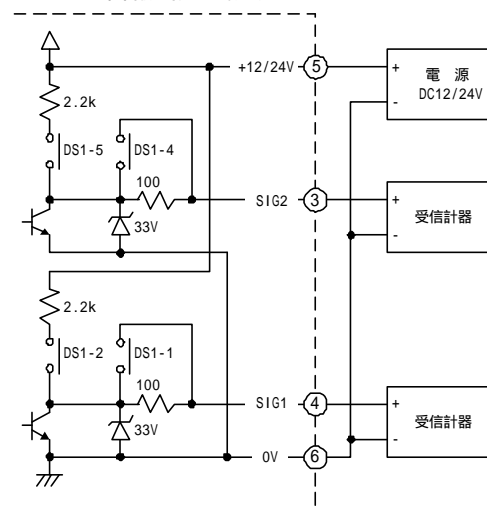 +12/24V
5
+
電 源
DC12/24V
-
2.2k
DS1-5
DS1-4
100
SIG2
3
+
受信計器
-
33V
2.2k
DS1-2
DS1-1
100
SIG1
4
+
受信計器
-
33V
0V
6